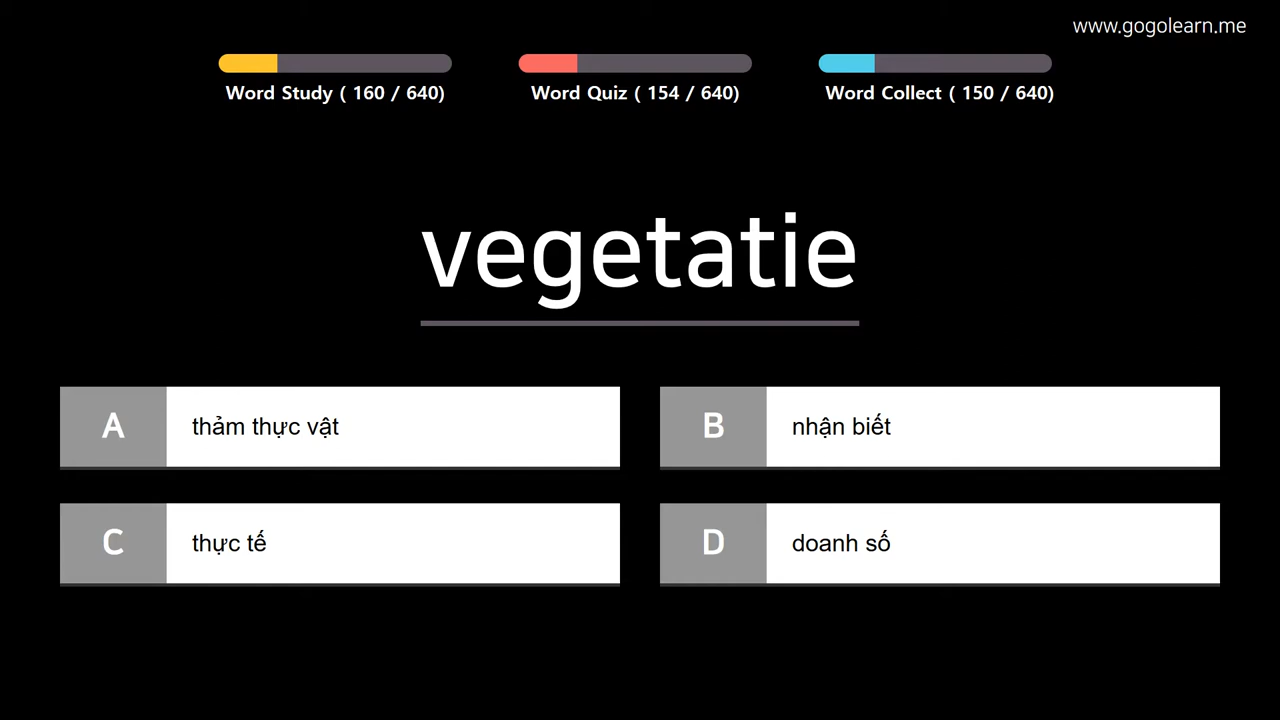 www.gogolearn.me
Word Study ( 160 / 640)
Word Quiz ( 154 / 640)
Word Collect ( 150 / 640)
vegetatie
A thảm thực vật
B nhận biết
C thực tế
D doanh số